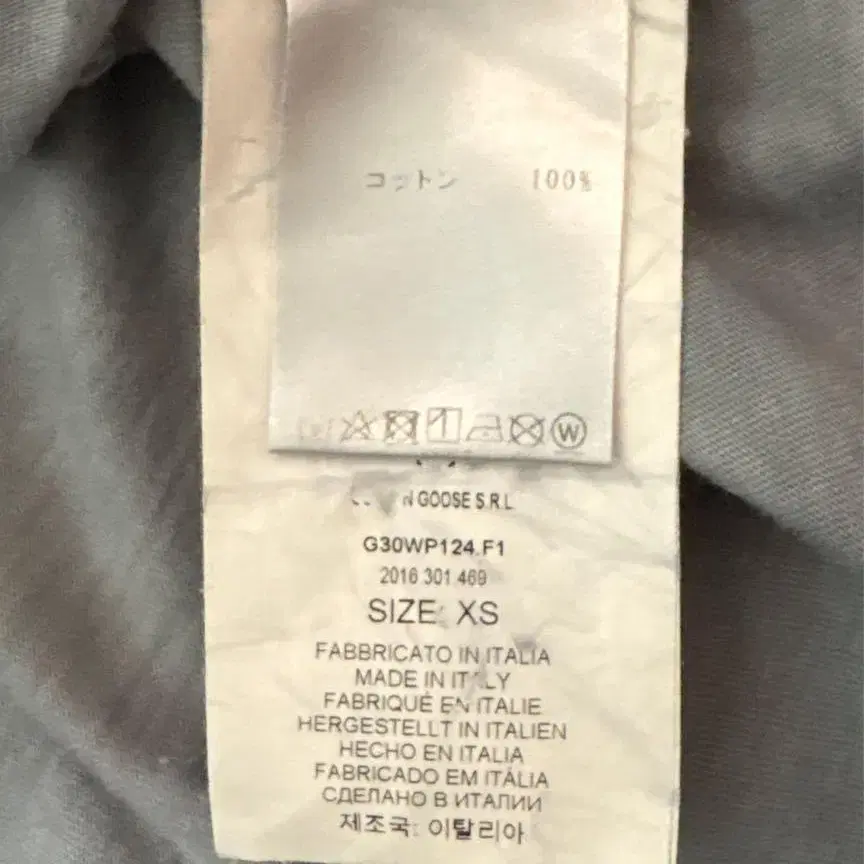 コットン 100%
W
GOOSE S.R.L
G30WP124.F1
2016 301 469
SIZE: XS
FABBRICATO IN ITALIA
MADE IN ITALY
FABRIQUÉ EN ITALIE
HERGESTELLT IN ITALIEN
HECHO EN ITALIA
FABRICADO EM ITÁLIA
СДЕЛАНО В ИТАЛИИ
제조국: 이탈리아